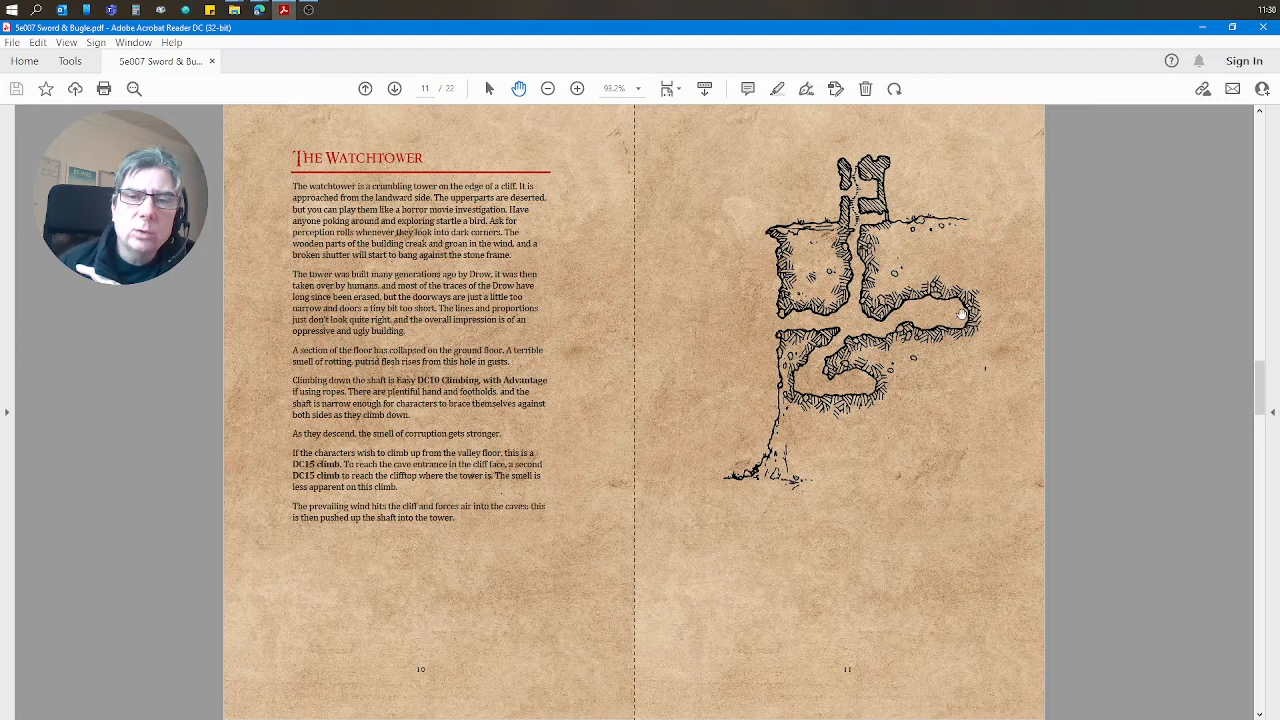 11:30
5e007 Sword & Bugle.pdf - Adobe Acrobat Reader DC (32-bit)
File Edit View Sign Window Help
Home Tools 5e007 Sword & Bu... × Sign In
11 / 22 93.2%
THE WATCHTOWER
The watchtower is a crumbling tower on the edge of a cliff. It is
approached from the landward side. The upperparts are deserted,
but you can play them like a horror movie investigation. Have
anyone poking around and exploring startle a bird. Ask for
perception rolls whenever they look into dark corners. The
wooden parts of the building creak and groan in the wind, and a
broken shutter will start to bang against the stone frame.
The tower was built many generations ago by Drow, it was then
taken over by humans, and most of the traces of the Drow have
long since been erased, but the doorways are just a little too
narrow and doors a tiny bit too short. The lines and proportions
just don't look quite right, and the overall impression is of an
oppressive and ugly building.
A section of the floor has collapsed on the ground floor. A terrible
smell of rotting, putrid flesh rises from this hole in gusts.
Climbing down the shaft is Easy DC10 Climbing, with Advantage
if using ropes. There are plentiful hand and footholds, and the
shaft is narrow enough for characters to brace themselves against
both sides as they climb down.
As they descend, the smell of corruption gets stronger.
If the characters wish to climb up from the valley floor, this is a
DC15 climb. To reach the cave entrance in the cliff face, a second
DC15 climb to reach the clifftop where the tower is. The smell is
less apparent on this climb.
The prevailing wind hits the cliff and forces air into the caves; this
is then pushed up the shaft into the tower.
10
11